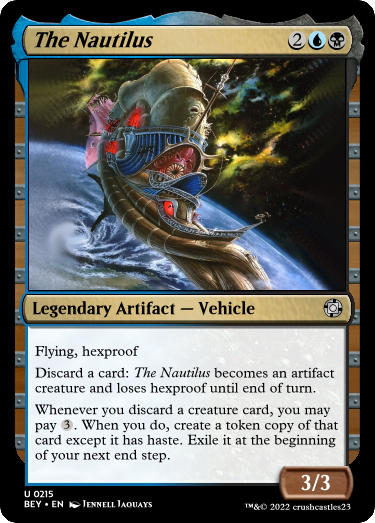 The Nautilus 2
Legendary Artifact — Vehicle
Flying, hexproof
Discard a card: The Nautilus becomes an artifact
creature and loses hexproof until end of turn.
Whenever you discard a creature card, you may
pay 3. When you do, create a token copy of that
card except it has haste. Exile it at the beginning
of your next end step.
3/3
U 0215
BEY • EN Jennell Jaquays
™&© 2022 crushcastles23